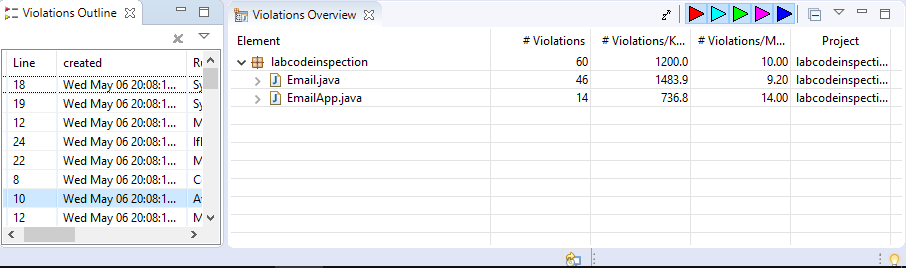 Violations Outline
Line created Ru
18 Wed May 06 20:08:1... Sy
19 Wed May 06 20:08:1... Sy
12 Wed May 06 20:08:1... M
24 Wed May 06 20:08:1... Ifl
22 Wed May 06 20:08:1... M
8 Wed May 06 20:08:1... C
10 Wed May 06 20:08:1... A
12 Wed May 06 20:08:1... M
Violations Overview
Element # Violations # Violations/K... # Violations/M... Project
labcodeinspection 60 1200.0 10.00 labcodeinspecti...
Email.java 46 1483.9 9.20 labcodeinspecti...
EmailApp.java 14 736.8 14.00 labcodeinspecti...